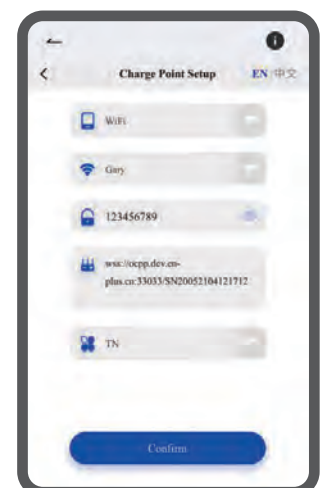 Charge Point Setup EN 中文
WiFi
Gary
123456789
wss://ocpp.dev.en-
plus.cn:33033/SN20052104121712
TN
Confirm